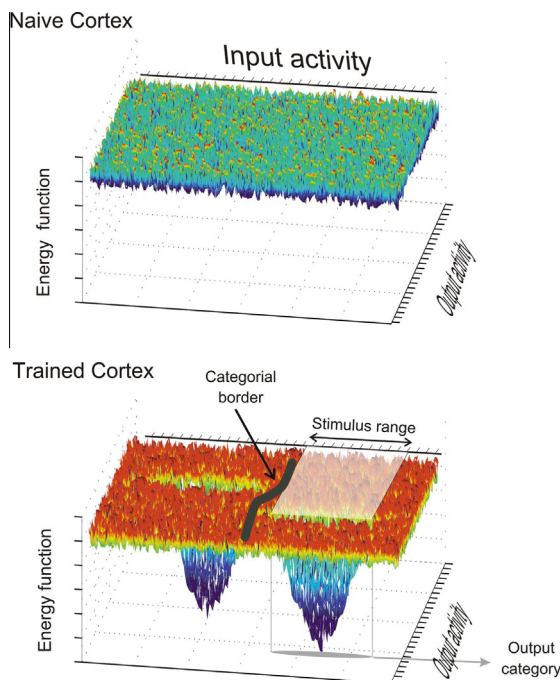 Naive Cortex
Input activity
Energy function
Output activity
Trained Cortex
Categorial
border
Stimulus range
Energy function
Output activity
Output
category